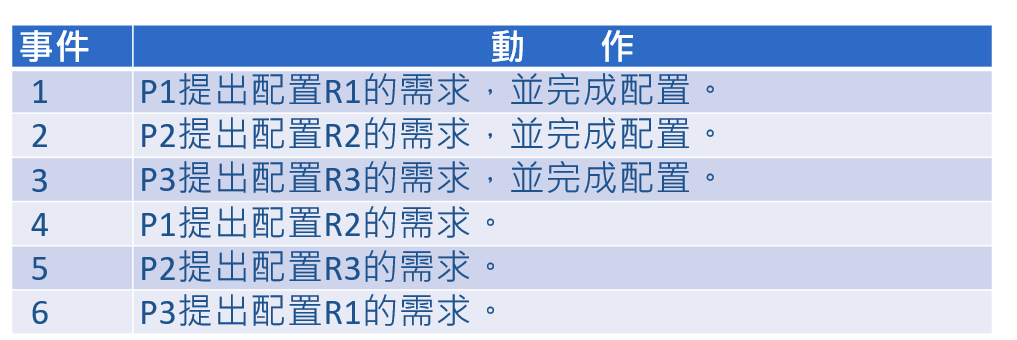 事件 動 作
1 P1提出配置R1的需求，並完成配置。
2 P2提出配置R2的需求，並完成配置。
3 P3提出配置R3的需求，並完成配置。
4 P1提出配置R2的需求。
5 P2提出配置R3的需求。
6 P3提出配置R1的需求。